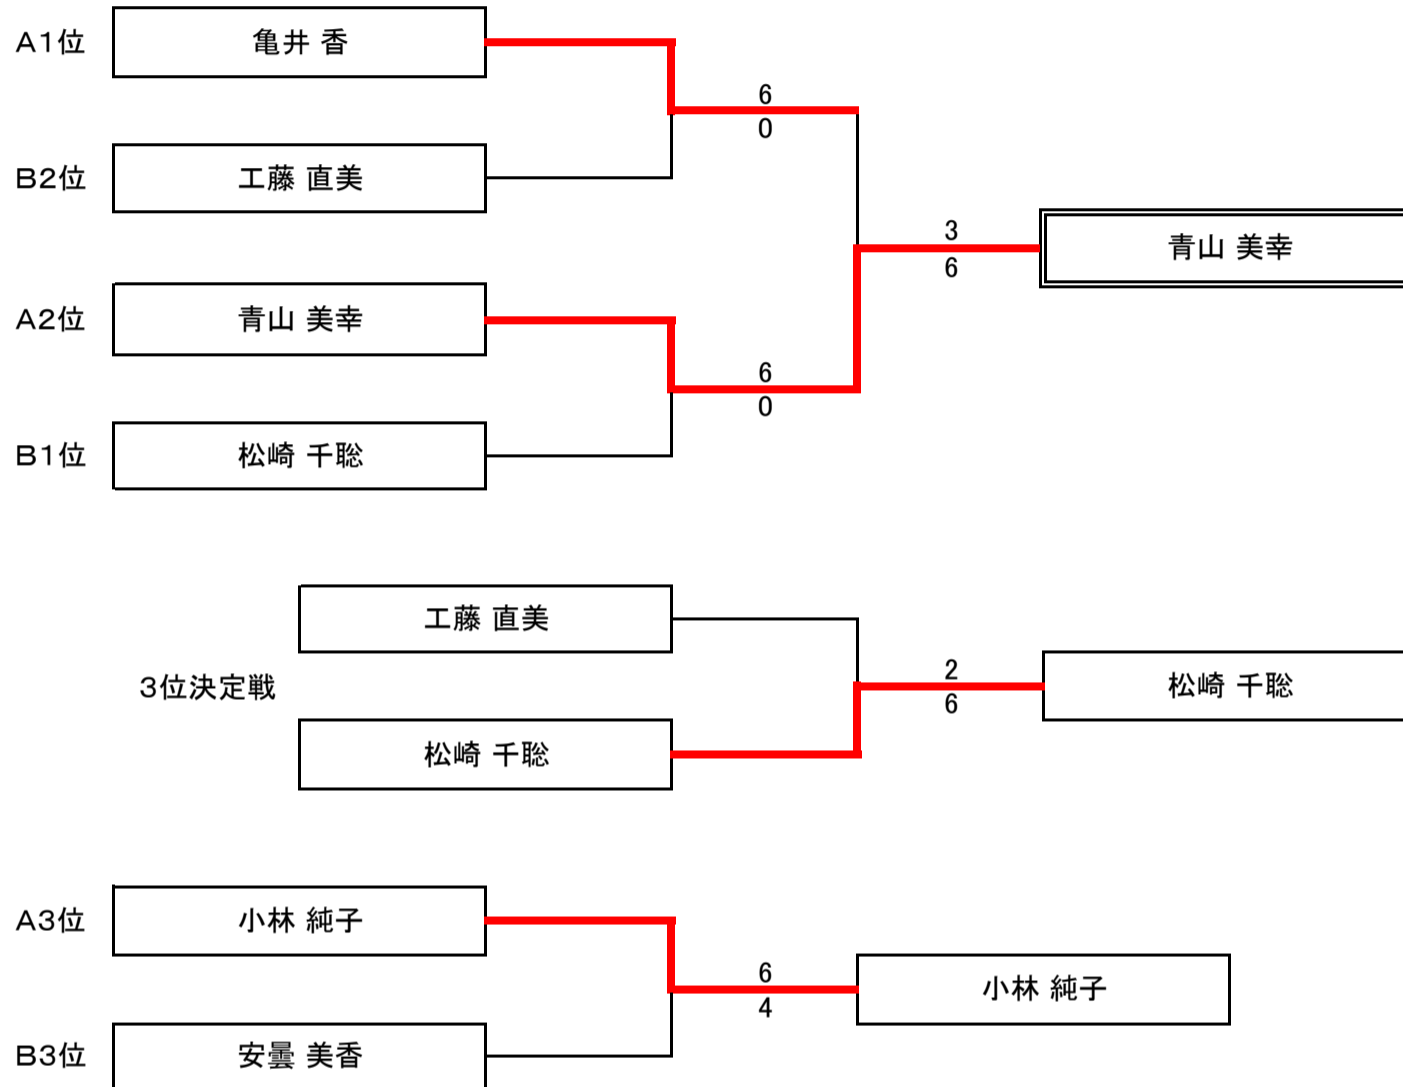 A1位 亀井 香
6
0
B2位 工藤 直美
3
6
青山 美幸
A2位 青山 美幸
6
0
B1位 松崎 千聡
工藤 直美
3位決定戦
2
6
松崎 千聡
松崎 千聡
A3位 小林 純子
6
4
小林 純子
B3位 安曇 美香